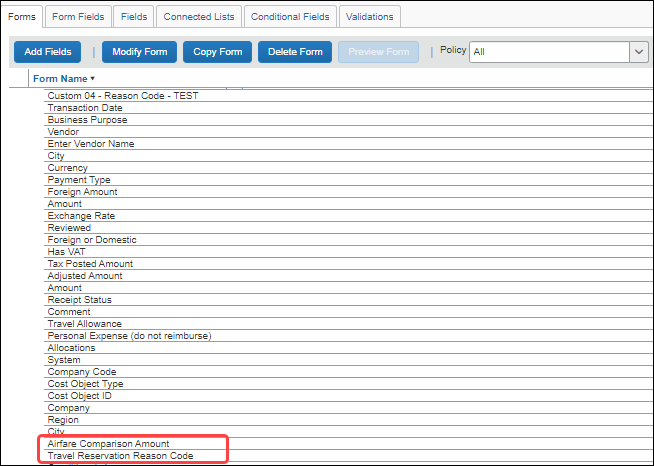 Forms
Form Fields
Fields
Connected Lists
Conditional Fields
Validations
Add Fields
Modify Form
Copy Form
Delete Form
Preview Form
Policy
All
Form Name
Custom 04 - Reason Code - TEST
Transaction Date
Business Purpose
Vendor
Enter Vendor Name
City
Currency
Payment Type
Foreign Amount
Amount
Exchange Rate
Reviewed
Foreign or Domestic
Has VAT
Tax Posted Amount
Adjusted Amount
Amount
Receipt Status
Comment
Travel Allowance
Personal Expense (do not reimburse)
Allocations
System
Company Code
Cost Object Type
Cost Object ID
Company
Region
City
Airfare Comparison Amount
Travel Reservation Reason Code